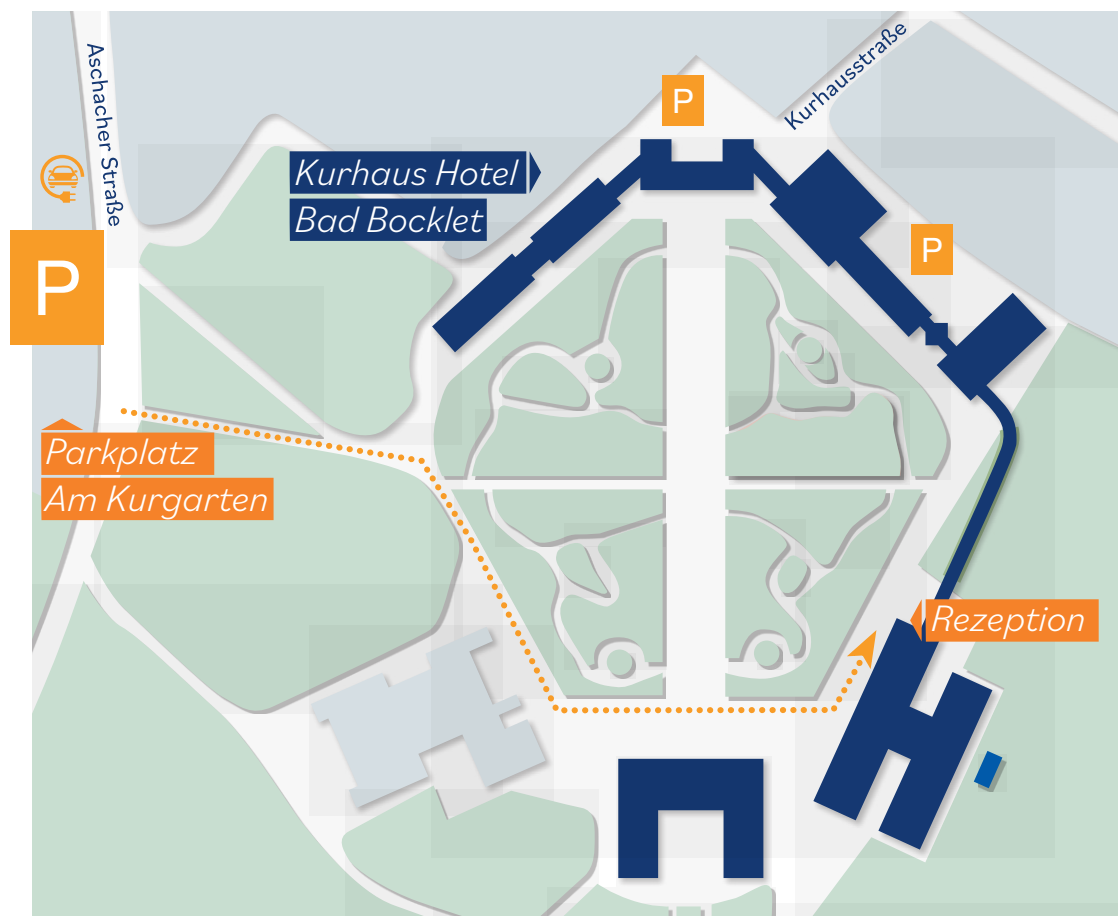 Aschacher Straße
Kurhausstraße
P
Kurhaus Hotel
Bad Bocklet
P
P
Parkplatz
Am Kurgarten
Rezeption